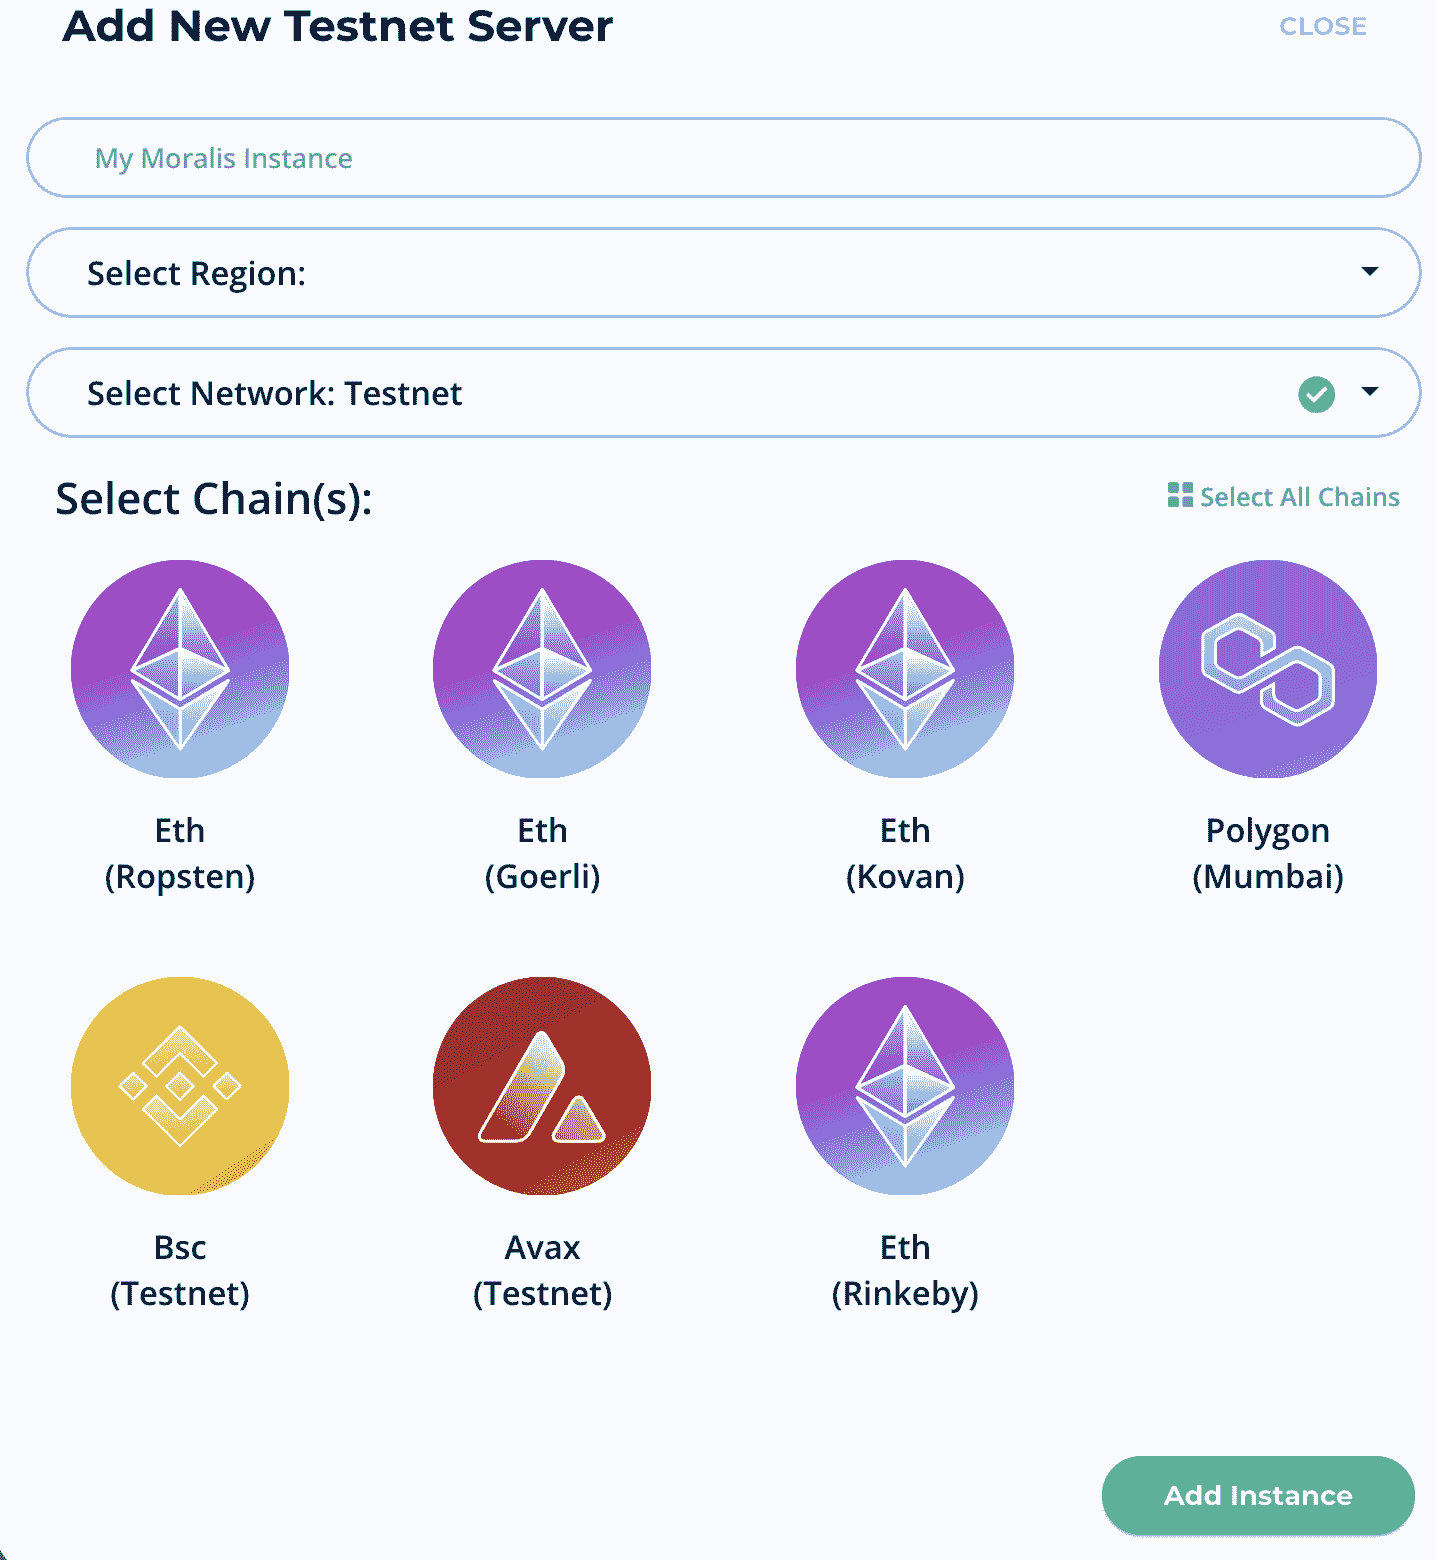 Add New Testnet Server
CLOSE
My Moralis Instance
Select Region:
Select Network: Testnet
Select Chain(s):
Select All Chains
Eth
(Ropsten)
Eth
(Goerli)
Eth
(Kovan)
Polygon
(Mumbai)
Bsc
(Testnet)
Avax
(Testnet)
Eth
(Rinkeby)
Add Instance